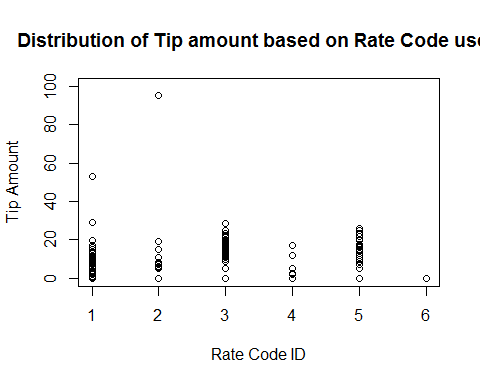 Distribution of Tip amount based on Rate Code use
Tip Amount
100
80
60
40
20
0
1 2 3 4 5 6
Rate Code ID